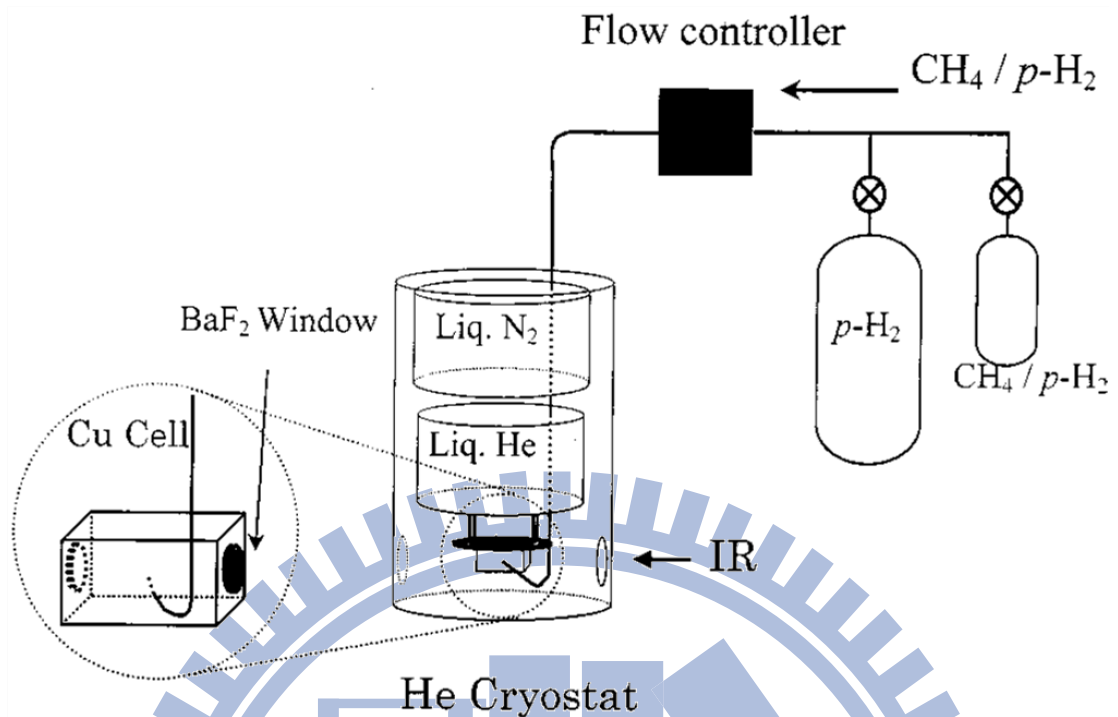 Flow controller
CH₄ / p-H₂
BaF₂ Window
Liq. N₂
p-H₂
CH₄ / p-H₂
Cu Cell
Liq. He
IR
He Cryostat